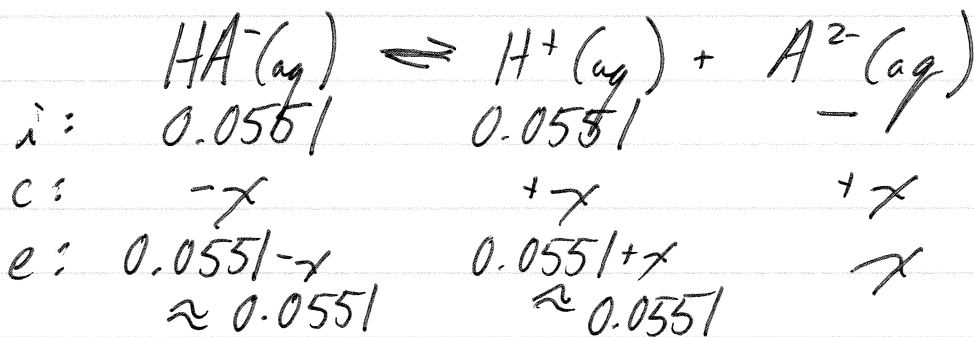 HA⁻(aq) ⇌ H⁺(aq) + A²⁻(aq)
i: 0.0551 0.0551 −
c: −x +x +x
e: 0.0551−x 0.0551+x x
≈ 0.0551 ≈ 0.0551